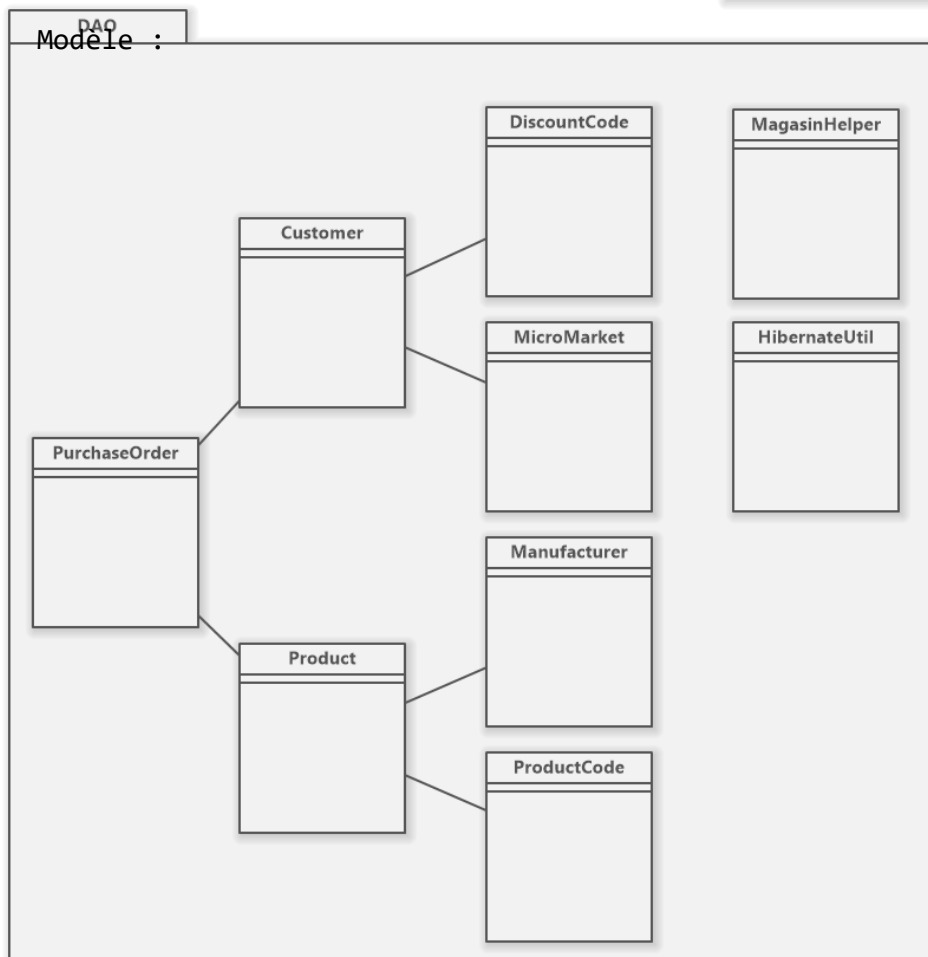 DAO
Modèle :
DiscountCode
MagasinHelper
Customer
MicroMarket
HibernateUtil
PurchaseOrder
Manufacturer
Product
ProductCode